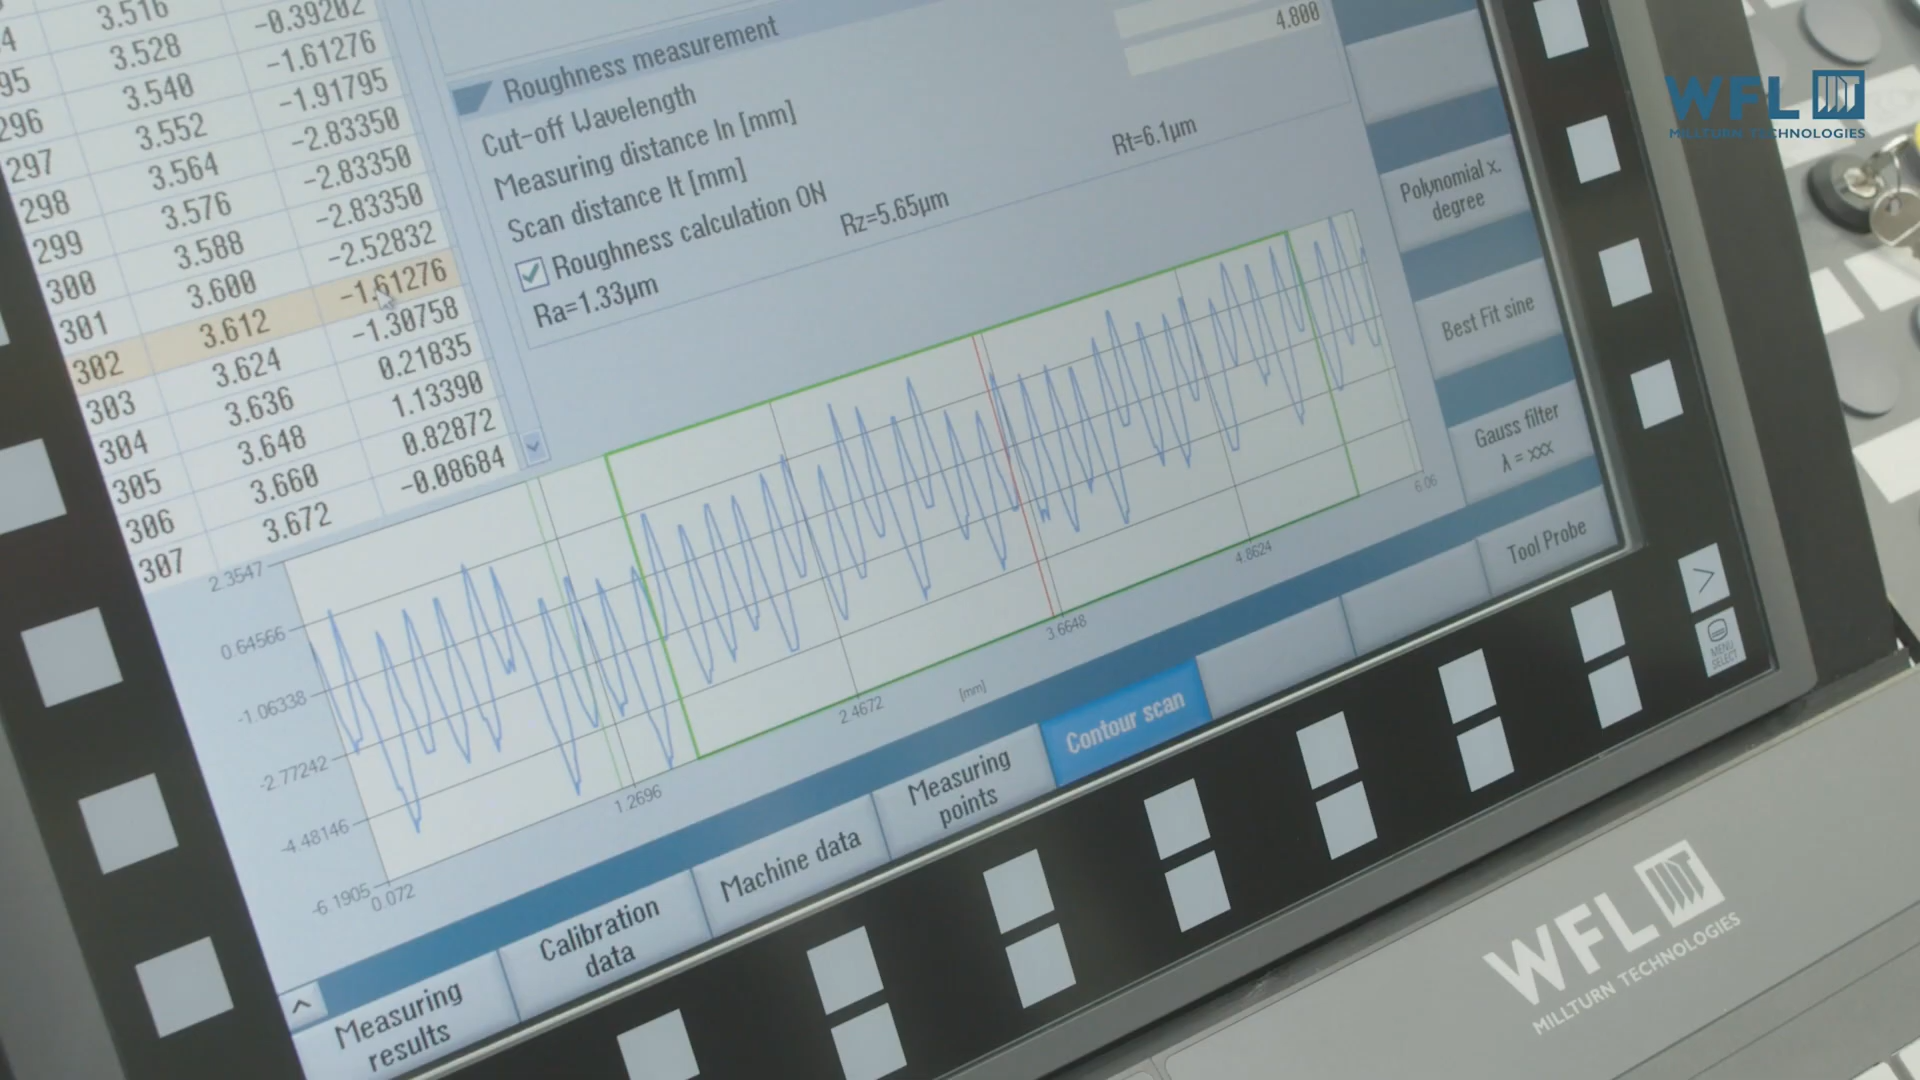 3.516 -0.39202
3.528 -1.61276
3.540 -1.91795
296 3.552 -2.83350
297 3.564 -2.83350
298 3.576 -2.83350
299 3.588 -2.52832
300 3.600 -1.61276
301 3.612 -1.30758
302 3.624 0.21835
303 3.636 1.13390
304 3.648 0.82872
305 3.660 -0.08684
306 3.672
307
Roughness measurement
4.800
Cut-off Wavelength
Measuring distance ln [mm]
Scan distance lt [mm]
Roughness calculation ON
Ra=1.33µm Rz=5.65µm Rt=6.1µm
2.3547
0.64566
-1.06338
-2.77242
-4.48146
-6.1905
0.072 1.2696 2.4672 3.6648 4.8624 6.06
[mm]
Polynomial x.
degree
Best Fit sine
Gauss filter
λ = xxx
Tool Probe
Measuring
results
Calibration
data
Machine data
Measuring
points
Contour scan
>
MENU
SELECT
WFL
MILLTURN TECHNOLOGIES
WFL
MILLTURN TECHNOLOGIES